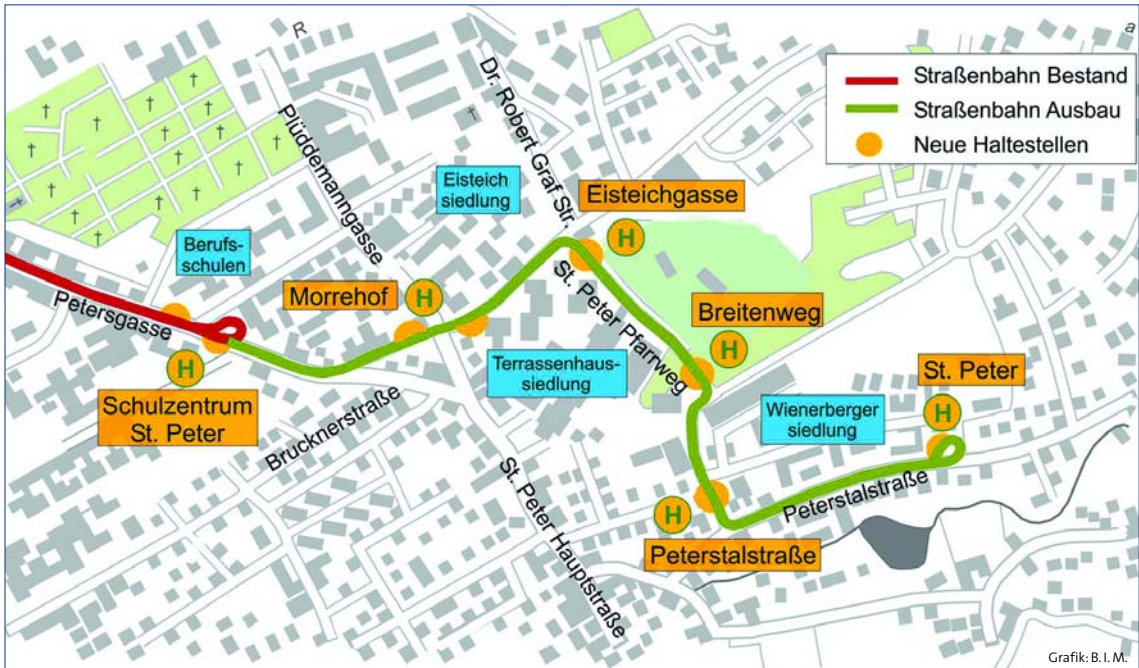 R
a
Straßenbahn Bestand
Straßenbahn Ausbau
Neue Haltestellen
Dr. Robert Graf Str.
Plüddemanngasse
Eisteich
siedlung
Eisteichgasse
H
Berufs-
schulen
Petersgasse
Morrehof
H
St. Peter Pfarrweg
Breitenweg
H
Terrassenhaus-
siedlung
St. Peter
H
H
Schulzentrum
St. Peter
Brucknerstraße
Wienerberger
siedlung
St. Peter Hauptstraße
Peterstalstraße
H
Peterstalstraße
Grafik: B. I. M.